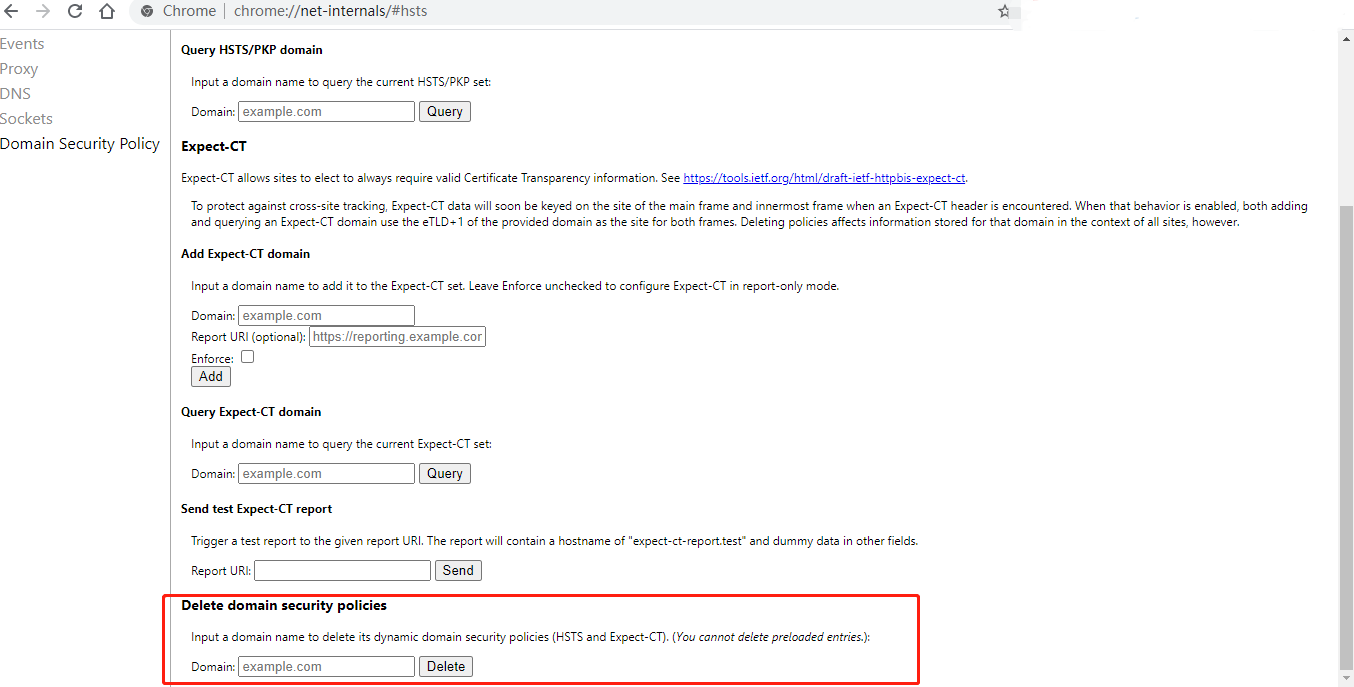 Chrome | chrome://net-internals/#hsts
Events
Proxy
DNS
Sockets
Domain Security Policy
Query HSTS/PKP domain
Input a domain name to query the current HSTS/PKP set:
Domain: example.com Query
Expect-CT
Expect-CT allows sites to elect to always require valid Certificate Transparency information. See https://tools.ietf.org/html/draft-ietf-httpbis-expect-ct.
To protect against cross-site tracking, Expect-CT data will soon be keyed on the site of the main frame and innermost frame when an Expect-CT header is encountered. When that behavior is enabled, both adding
and querying an Expect-CT domain use the eTLD+1 of the provided domain as the site for both frames. Deleting policies affects information stored for that domain in the context of all sites, however.
Add Expect-CT domain
Input a domain name to add it to the Expect-CT set. Leave Enforce unchecked to configure Expect-CT in report-only mode.
Domain: example.com
Report URI (optional): https://reporting.example.cor
Enforce:
Add
Query Expect-CT domain
Input a domain name to query the current Expect-CT set:
Domain: example.com Query
Send test Expect-CT report
Trigger a test report to the given report URI. The report will contain a hostname of "expect-ct-report.test" and dummy data in other fields.
Report URI: Send
Delete domain security policies
Input a domain name to delete its dynamic domain security policies (HSTS and Expect-CT). (You cannot delete preloaded entries.):
Domain: example.com Delete